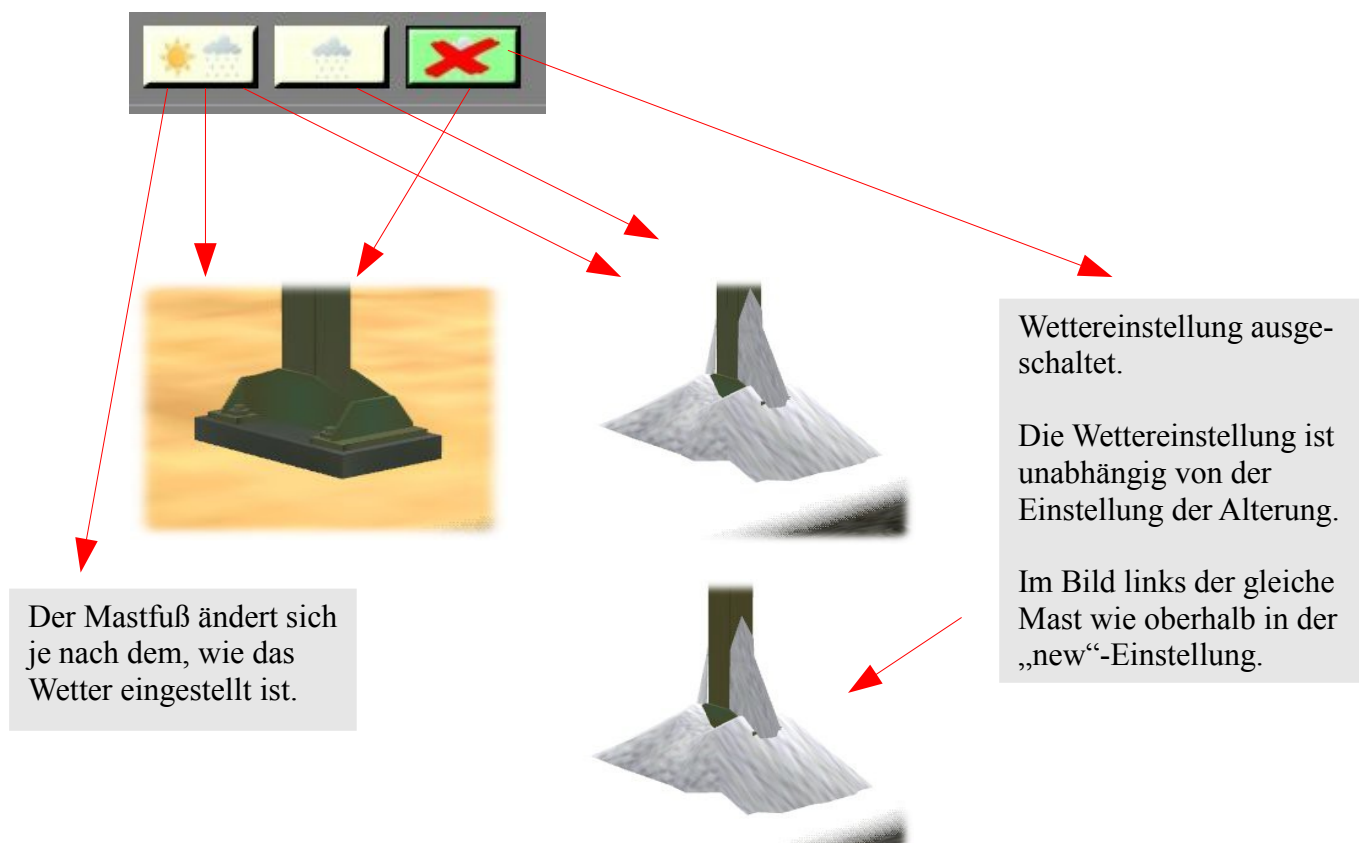 Wettereinstellung ausge-
schaltet.
Die Wettereinstellung ist
unabhängig von der
Einstellung der Alterung.
Im Bild links der gleiche
Mast wie oberhalb in der
„new“-Einstellung.
Der Mastfuß ändert sich
je nach dem, wie das
Wetter eingestellt ist.